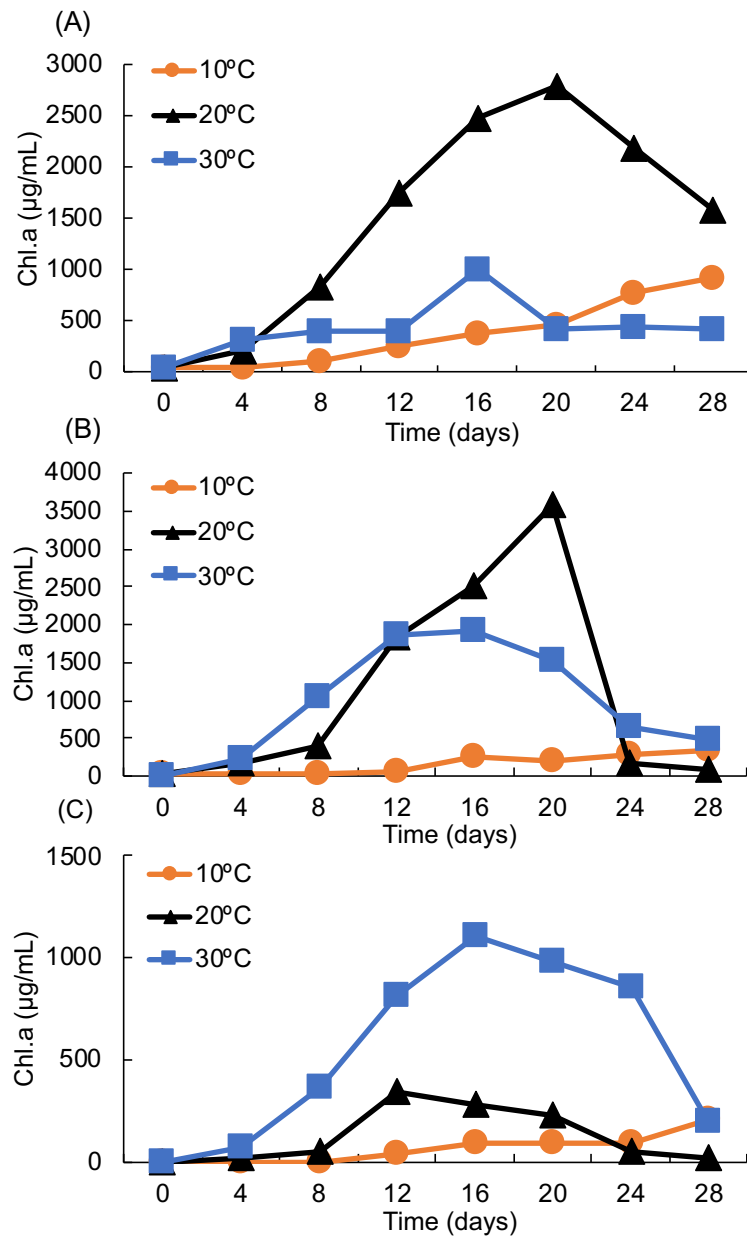 (A)
3000
2500
2000
1500
1000
500
0
Chl.a (µg/mL)
10ºC
20ºC
30ºC
0 4 8 12 16 20 24 28
Time (days)
(B)
4000
3500
3000
2500
2000
1500
1000
500
0
Chl.a (µg/mL)
10ºC
20ºC
30ºC
0 4 8 12 16 20 24 28
Time (days)
(C)
1500
1000
500
0
Chl.a (µg/mL)
10ºC
20ºC
30ºC
0 4 8 12 16 20 24 28
Time (days)